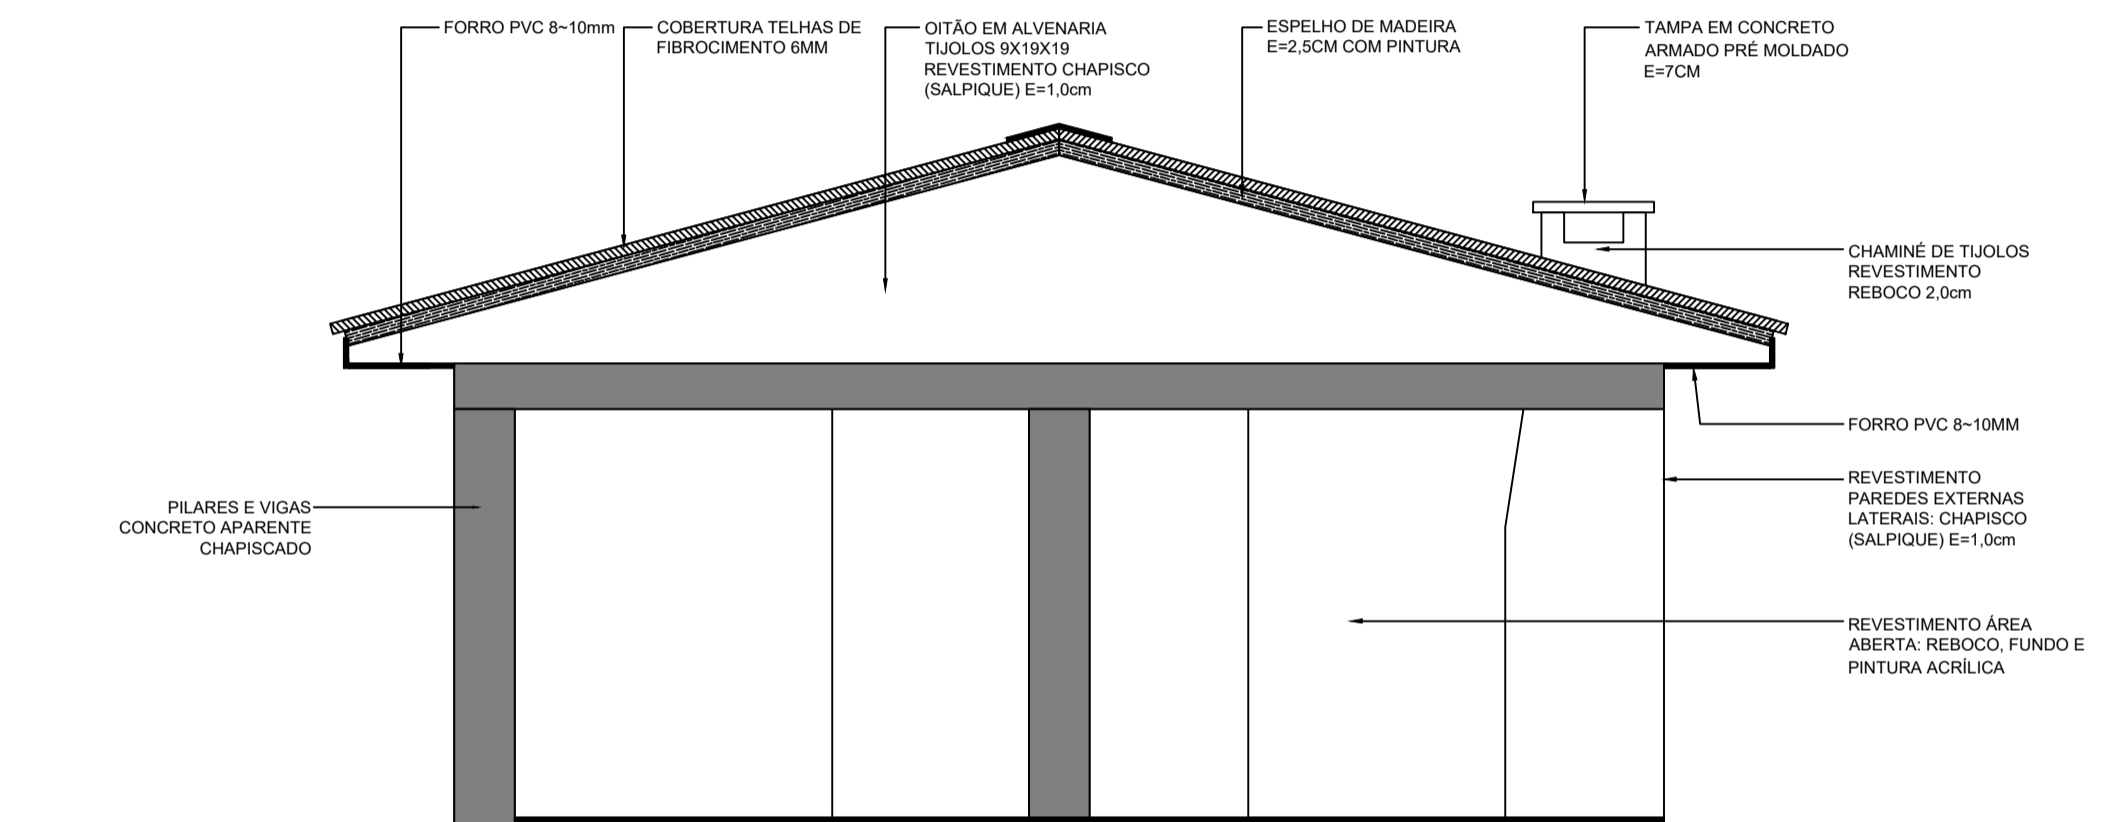 FORRO PVC 8~10mm
COBERTURA TELHAS DE
FIBROCIMENTO 6MM
OITÃO EM ALVENARIA
TIJOLOS 9X19X19
REVESTIMENTO CHAPISCO
(SALPIQUE) E=1,0cm
ESPELHO DE MADEIRA
E=2,5CM COM PINTURA
TAMPA EM CONCRETO
ARMADO PRÉ MOLDADO
E=7CM
CHAMINÉ DE TIJOLOS
REVESTIMENTO
REBOCO 2,0cm
FORRO PVC 8~10MM
PILARES E VIGAS
CONCRETO APARENTE
CHAPISCADO
REVESTIMENTO
PAREDES EXTERNAS
LATERAIS: CHAPISCO
(SALPIQUE) E=1,0cm
REVESTIMENTO ÁREA
ABERTA: REBOCO, FUNDO E
PINTURA ACRÍLICA